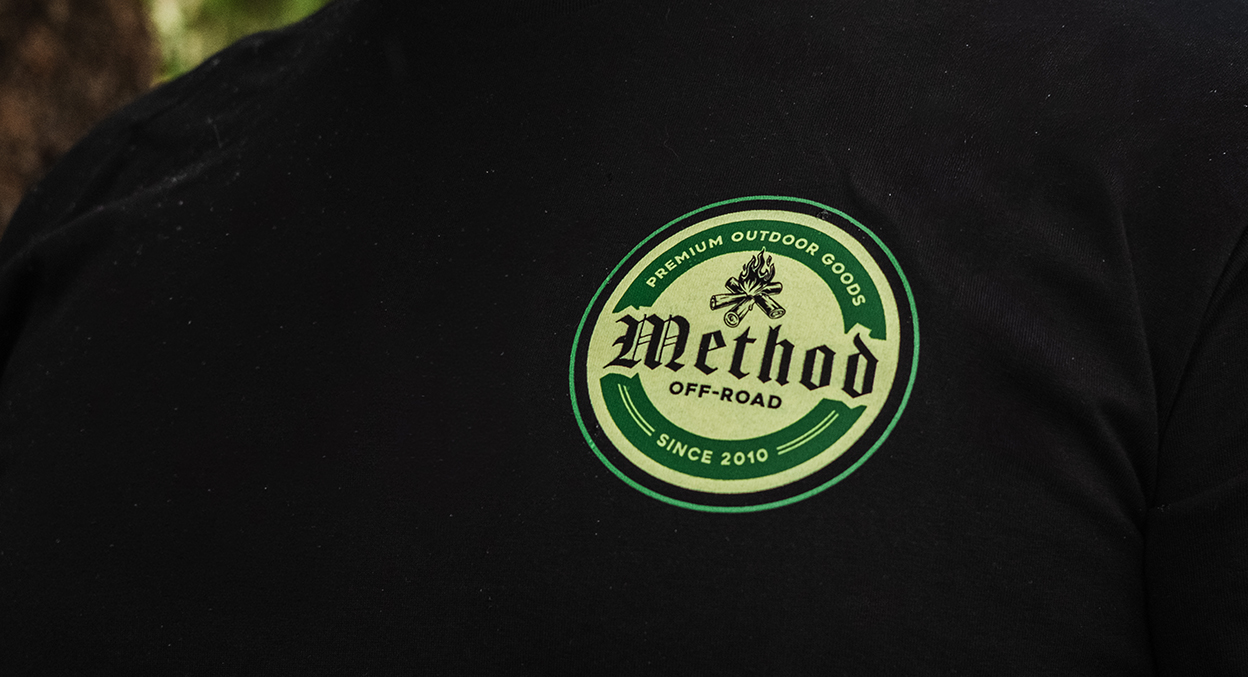 PREMIUM OUTDOOR GOODS
Method
OFF-ROAD
SINCE 2010